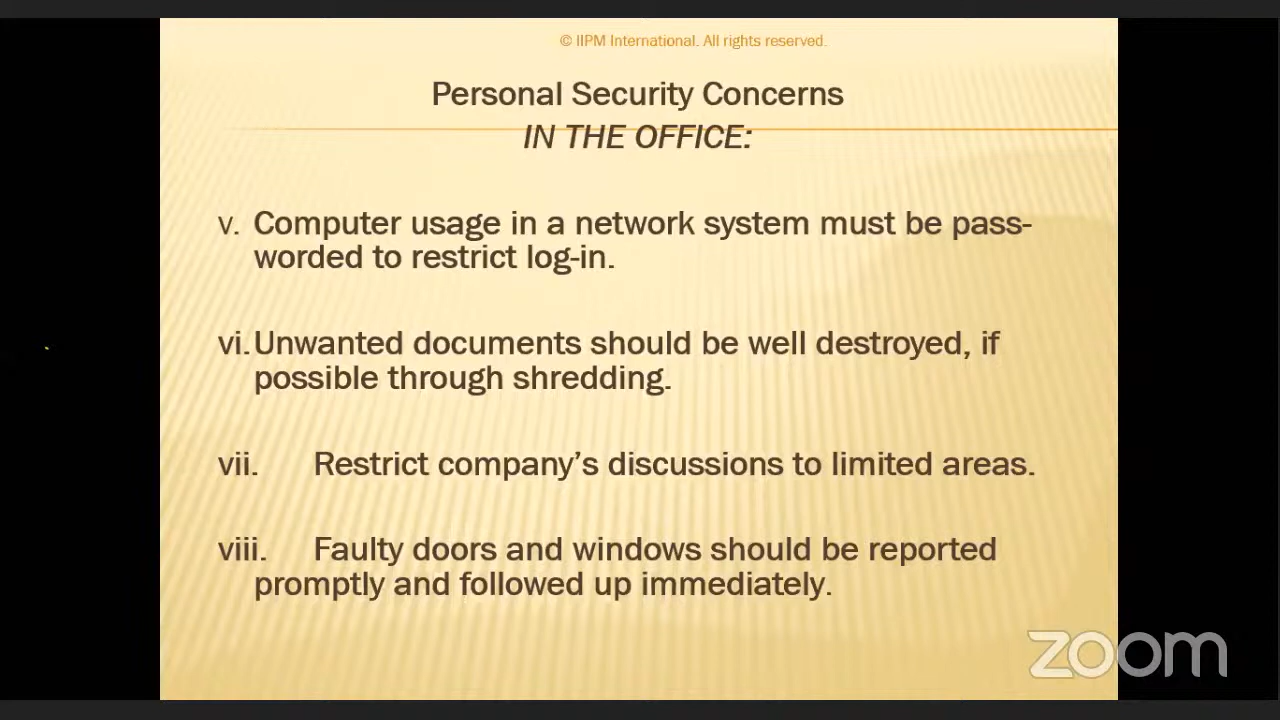 © IIPM International. All rights reserved.
Personal Security Concerns
IN THE OFFICE:
v. Computer usage in a network system must be pass-
worded to restrict log-in.
vi. Unwanted documents should be well destroyed, if
possible through shredding.
vii. Restrict company’s discussions to limited areas.
viii. Faulty doors and windows should be reported
promptly and followed up immediately.
zoom